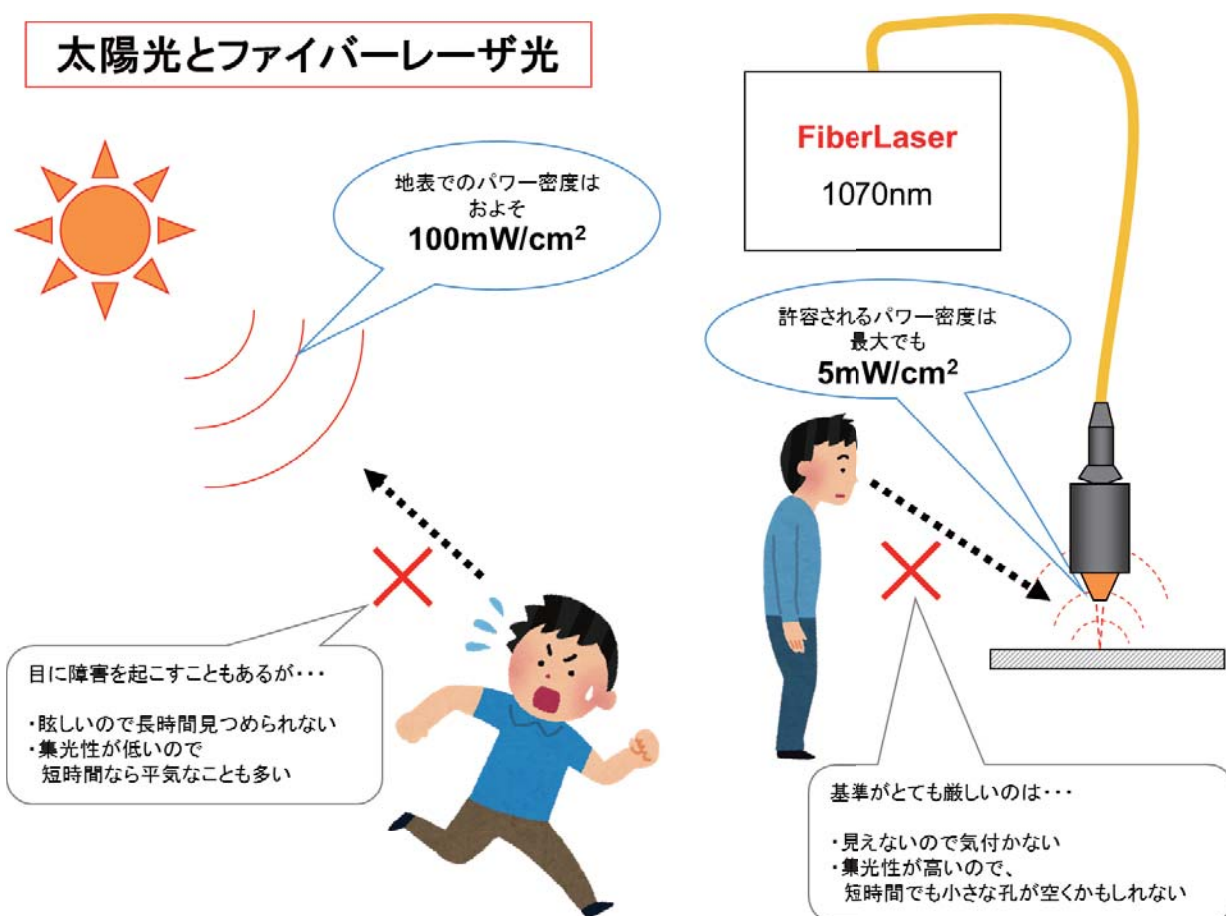 太陽光とファイバーレーザ光
地表でのパワー密度は
およそ
100mW/cm²
目に障害を起こすこともあるが・・・
・眩しいので長時間見つめられない
・集光性が低いので
短時間なら平気なことも多い
FiberLaser
1070nm
許容されるパワー密度は
最大でも
5mW/cm²
基準がとても厳しいのは・・・
・見えないので気付かない
・集光性が高いので、
短時間でも小さな孔が空くかもしれない